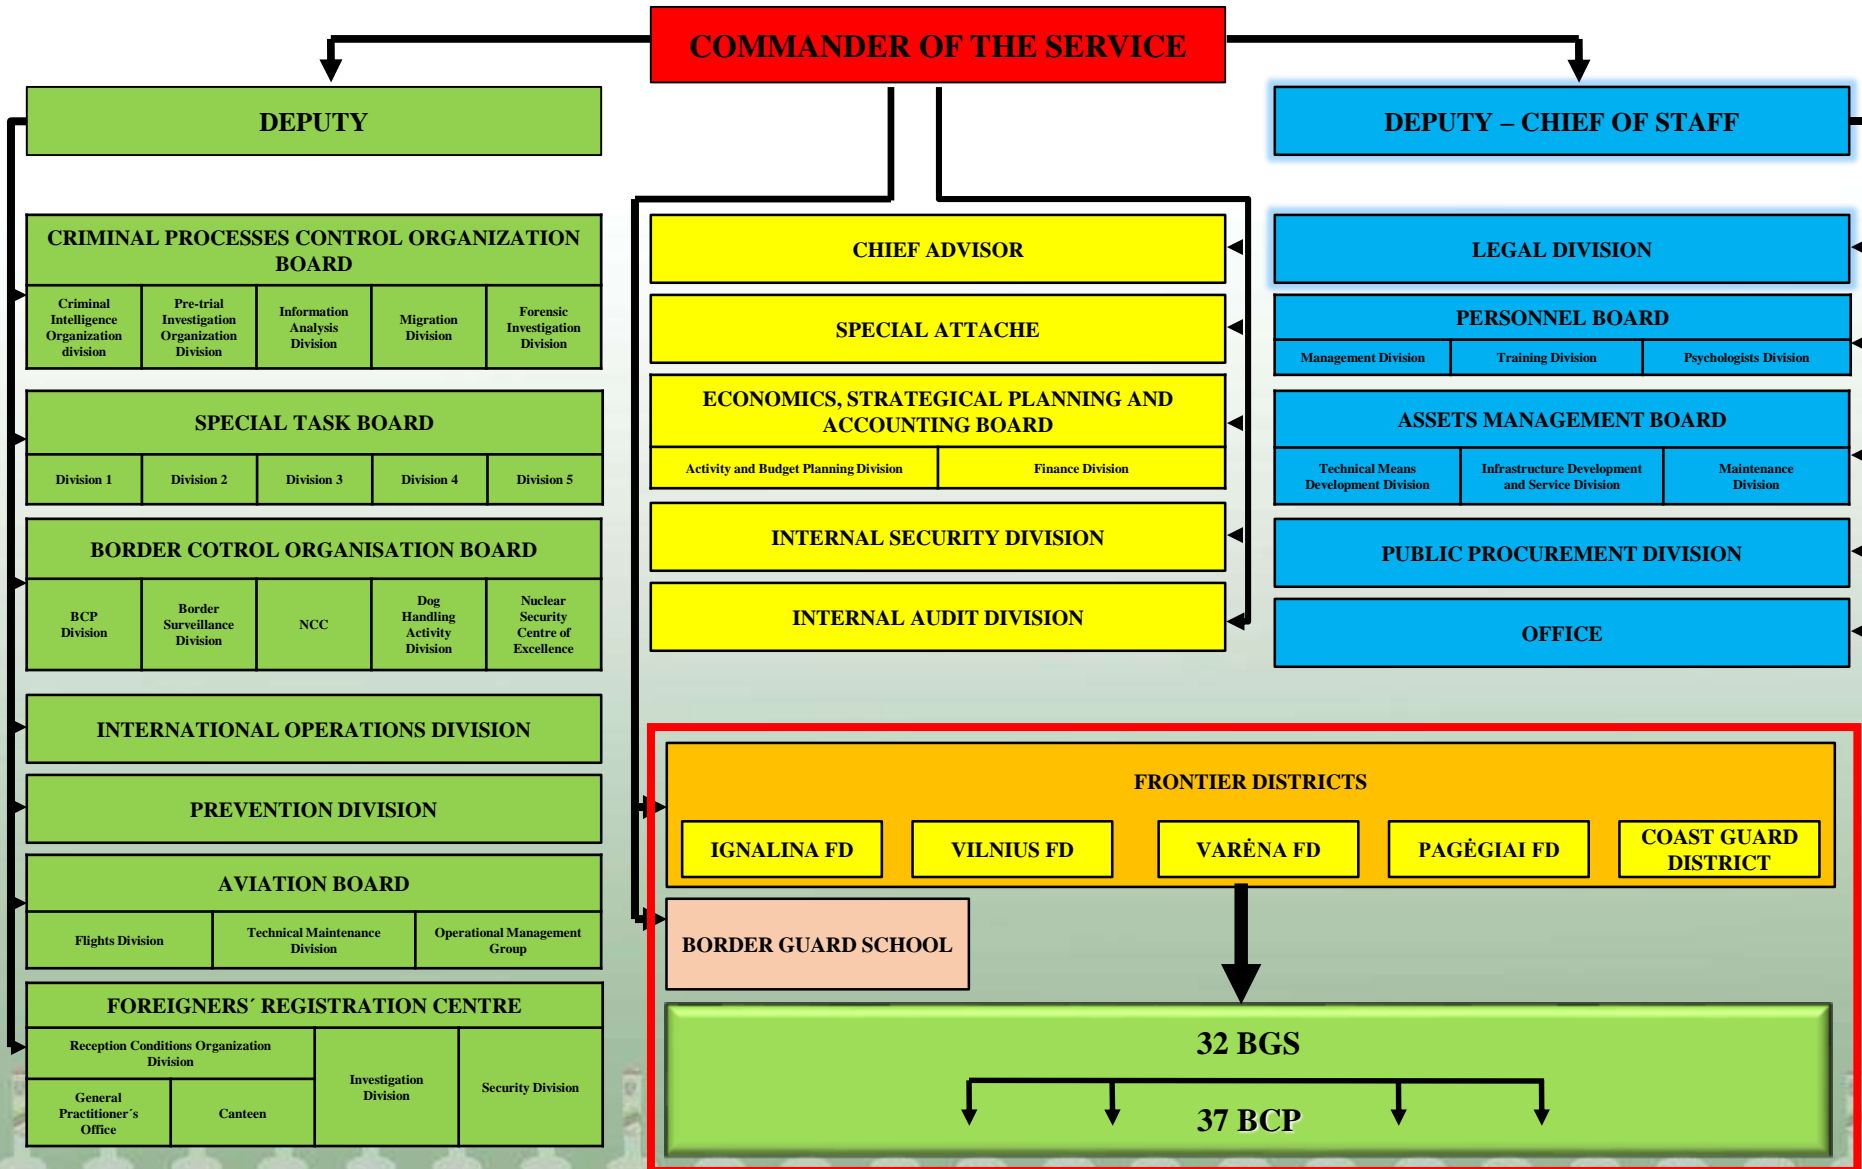 COMMANDER OF THE SERVICE
DEPUTY
DEPUTY – CHIEF OF STAFF
CRIMINAL PROCESSES CONTROL ORGANIZATION
BOARD
Criminal
Intelligence
Organization
division
Pre-trial
Investigation
Organization
Division
Information
Analysis
Division
Migration
Division
Forensic
Investigation
Division
SPECIAL TASK BOARD
Division 1
Division 2
Division 3
Division 4
Division 5
BORDER COTROL ORGANISATION BOARD
BCP
Division
Border
Surveillance
Division
NCC
Dog
Handling
Activity
Division
Nuclear
Security
Centre of
Excellence
INTERNATIONAL OPERATIONS DIVISION
PREVENTION DIVISION
AVIATION BOARD
Flights Division
Technical Maintenance
Division
Operational Management
Group
FOREIGNERS´ REGISTRATION CENTRE
Reception Conditions Organization
Division
General
Practitioner´s
Office
Canteen
Investigation
Division
Security Division
CHIEF ADVISOR
SPECIAL ATTACHE
ECONOMICS, STRATEGICAL PLANNING AND
ACCOUNTING BOARD
Activity and Budget Planning Division
Finance Division
INTERNAL SECURITY DIVISION
INTERNAL AUDIT DIVISION
LEGAL DIVISION
PERSONNEL BOARD
Management Division
Training Division
Psychologists Division
ASSETS MANAGEMENT BOARD
Technical Means
Development Division
Infrastructure Development
and Service Division
Maintenance
Division
PUBLIC PROCUREMENT DIVISION
OFFICE
FRONTIER DISTRICTS
IGNALINA FD
VILNIUS FD
VARĖNA FD
PAGĖGIAI FD
COAST GUARD
DISTRICT
BORDER GUARD SCHOOL
32 BGS
37 BCP